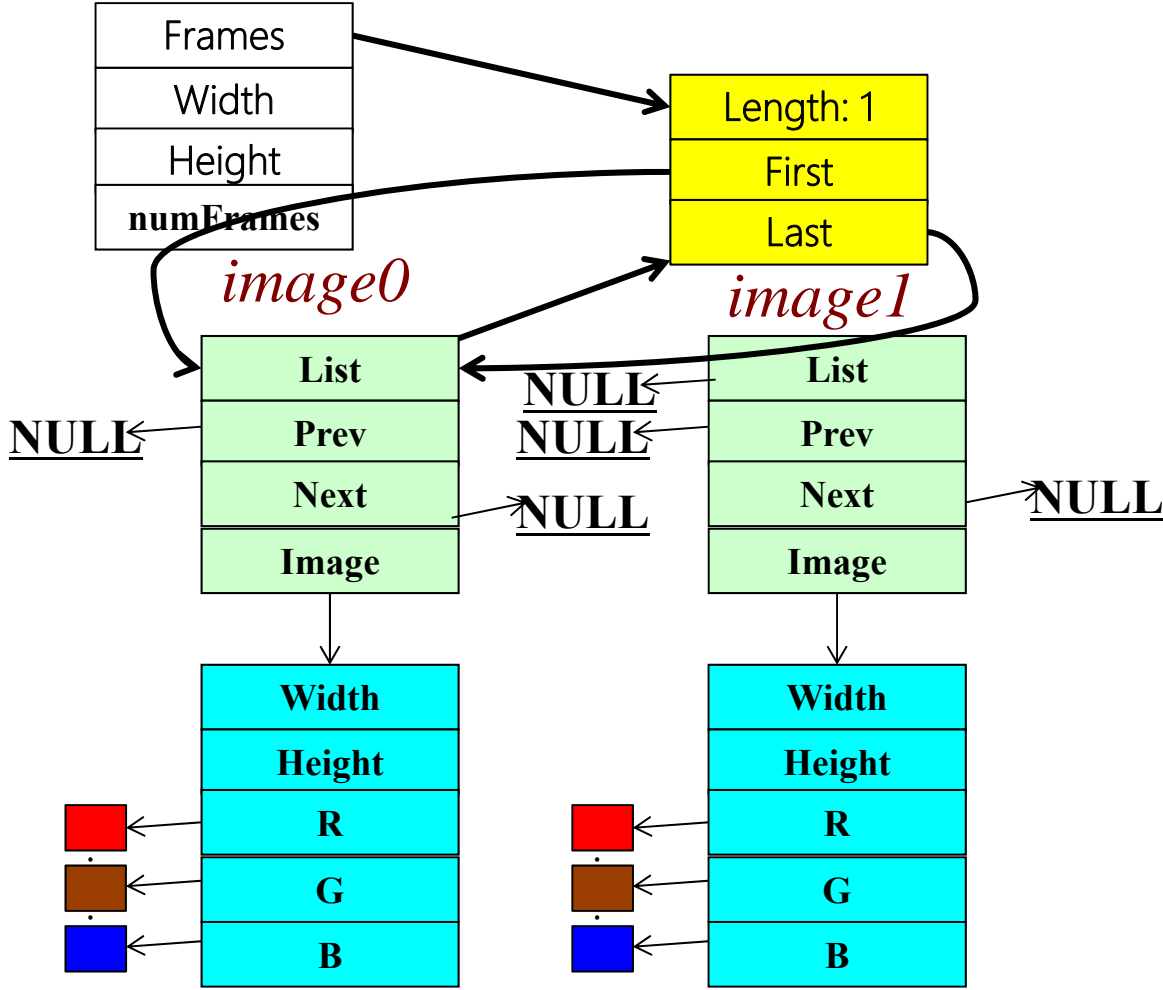 Frames
Width
Height
numFrames
Length: 1
First
Last
image0
image1
List
Prev
Next
Image
NULL
NULL
NULL
NULL
List
Prev
Next
Image
NULL
Width
Height
R
G
B
Width
Height
R
G
B